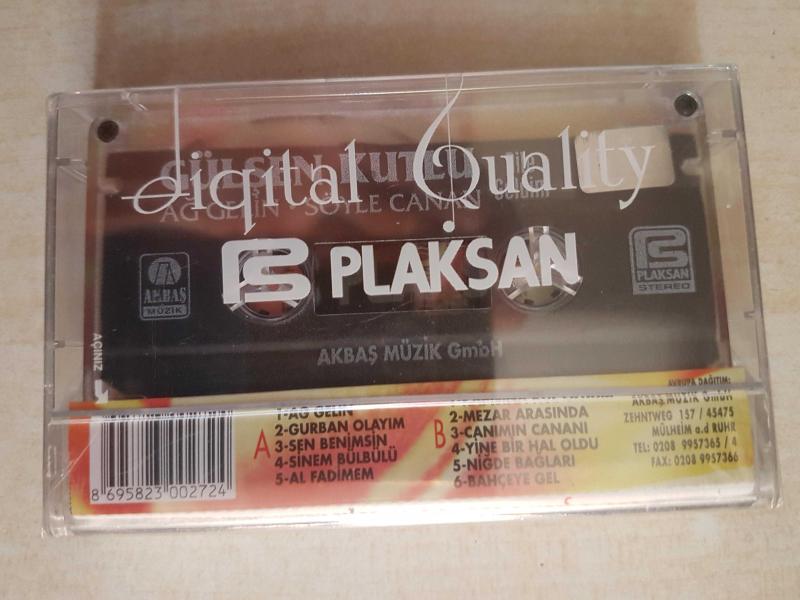 Digital Quality
GÜLŞEN KUTLU
AĞ GELİN SÖYLE CANAN
PLAKSAN
AKBAŞ
MÜZİK
PLAKSAN
STEREO
AKBAŞ MÜZİK GmbH
AÇINIZ
A
1-AĞ GELİN
2-GURBAN OLAYIM
3-SEN BENİMSİN
4-SİNEM BÜLBÜLÜ
5-AL FADİMEM
B
2-MEZAR ARASINDA
3-CANIMIN CANANI
4-YİNE BİR HAL OLDU
5-NİĞDE BAĞLARI
6-BAHÇEYE GEL
AVRUPA DAĞITIM:
AKBAŞ MÜZİK GmbH
ZEHNTWEG 157 / 45475
MÜLHEİM a.d RUHR
TEL: 0208 9957365 / 4
FAX: 0208 9957366
8 695823 002724